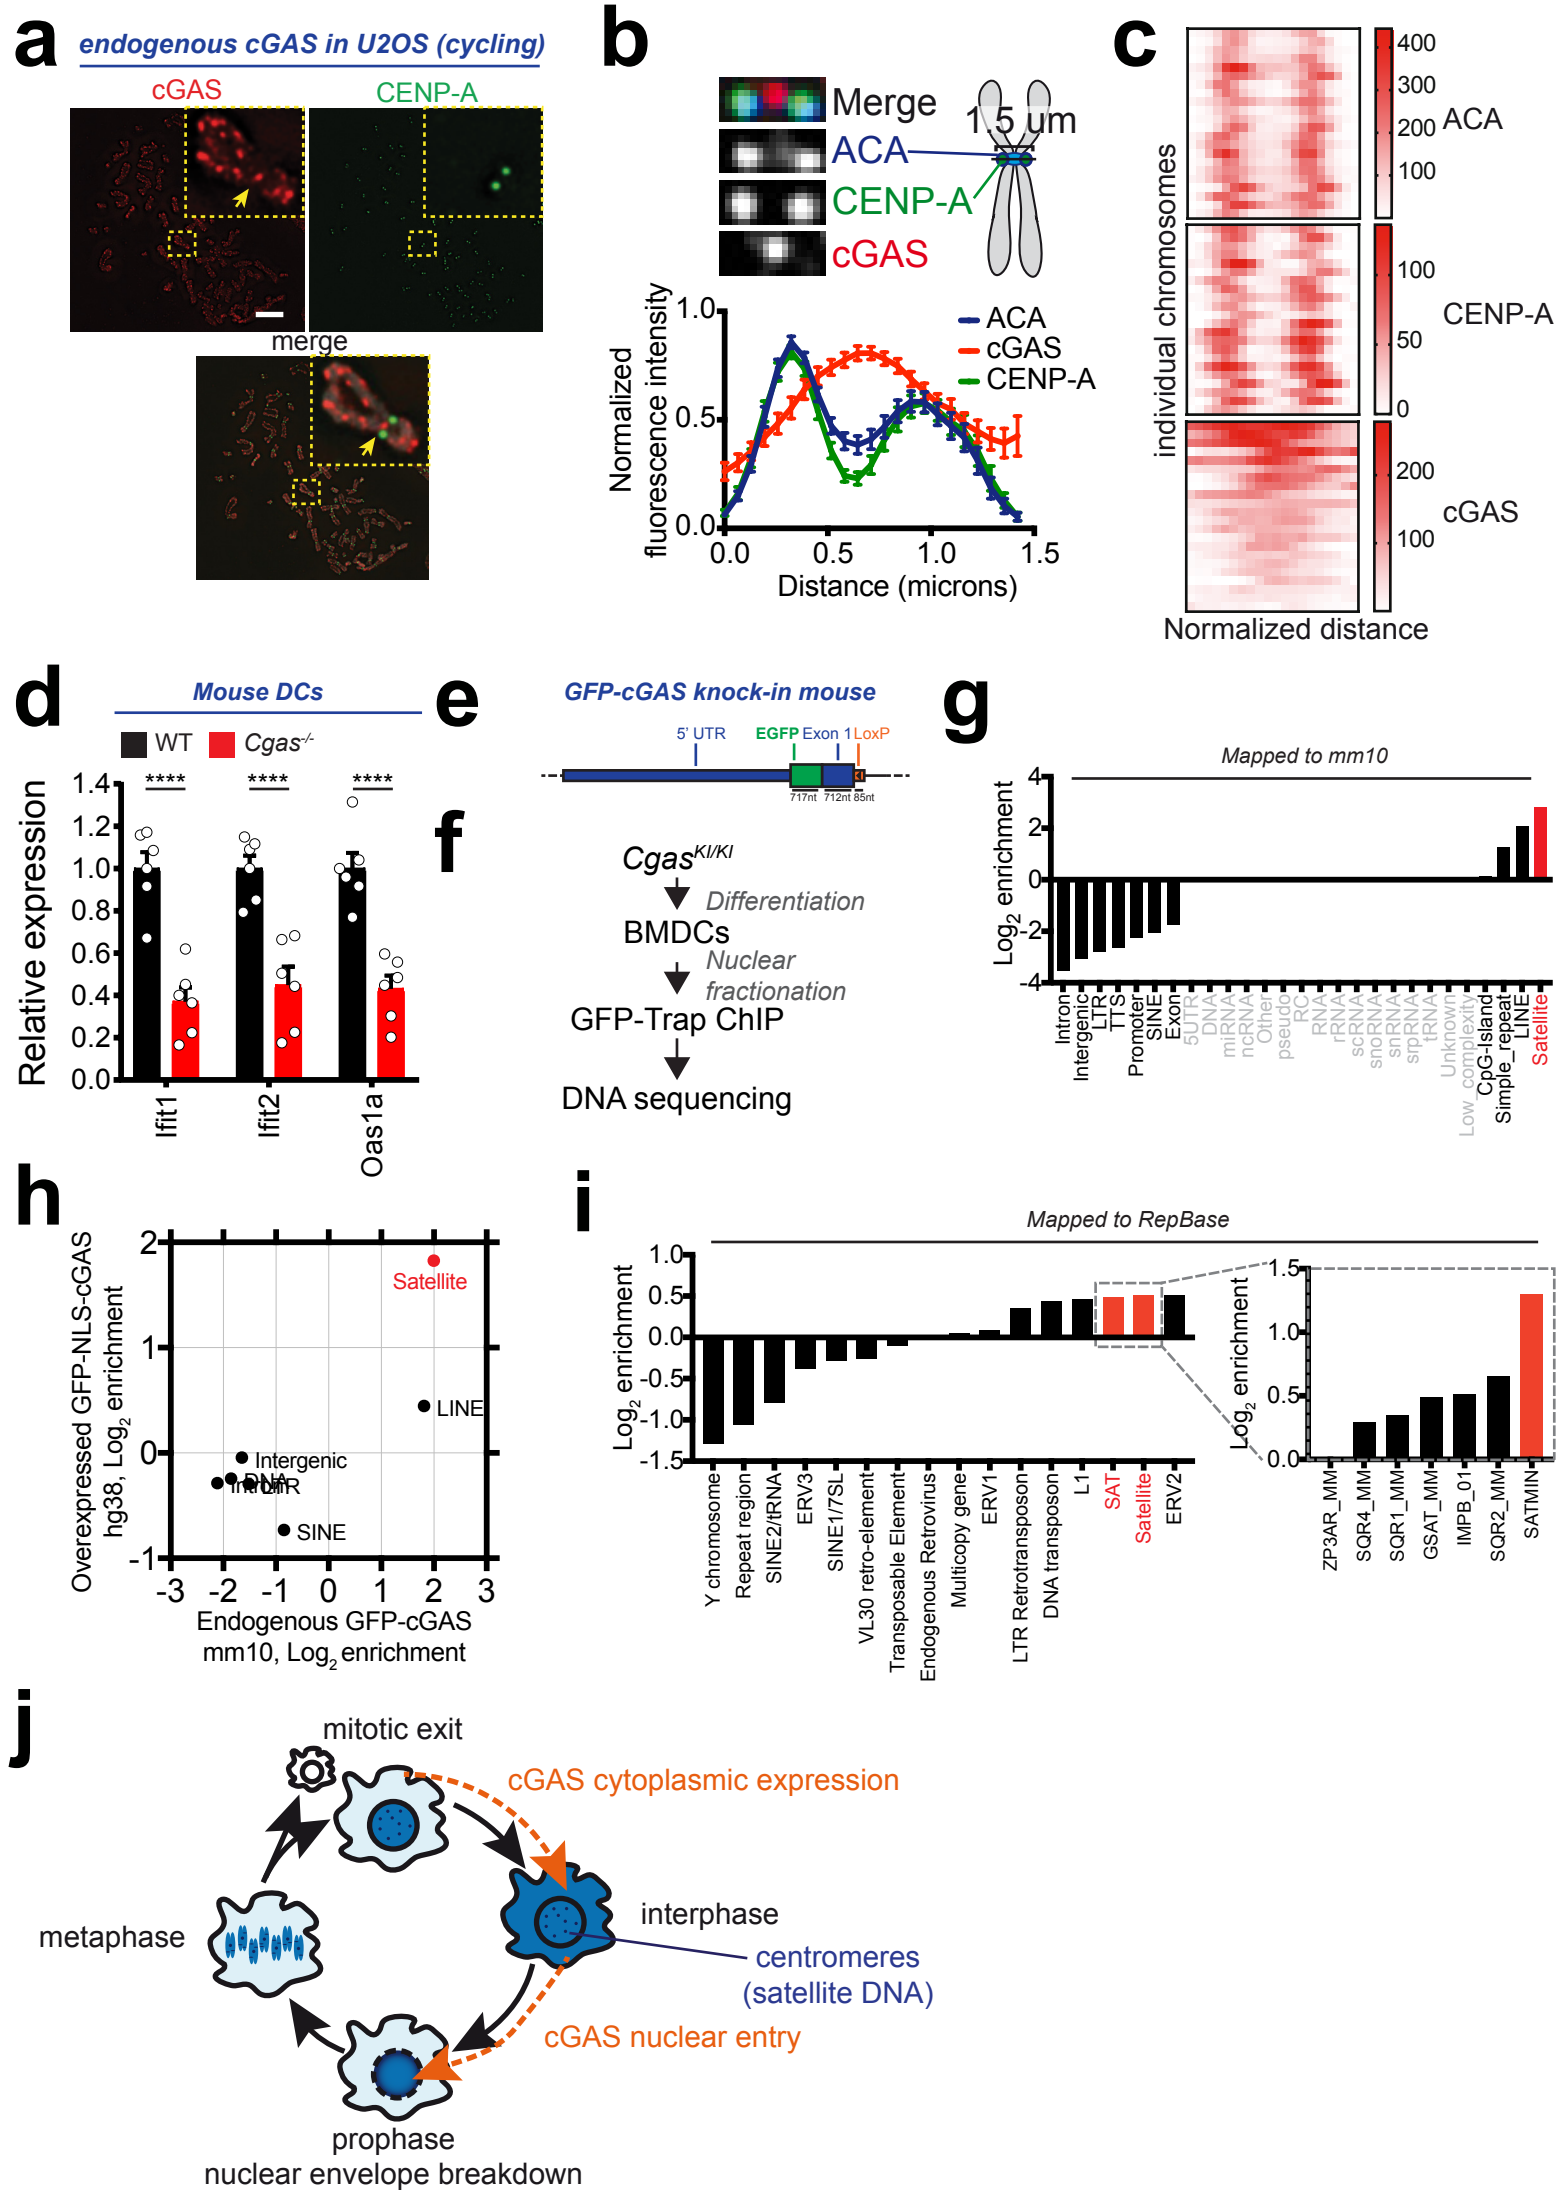 a
endogenous cGAS in U2OS (cycling)
cGAS
CENP-A
merge
b
Merge
ACA
CENP-A
cGAS
1.5 um
Normalized
fluorescence intensity
1.0
0.5
0.0
ACA
cGAS
CENP-A
0.0 0.5 1.0 1.5
Distance (microns)
c
individual chromosomes
400
300
200
100
ACA
100
50
0
CENP-A
200
100
cGAS
Normalized distance
d
Mouse DCs
WT Cgas-/-
Relative expression
1.4
1.2
1.0
0.8
0.6
0.4
0.2
0.0
**** **** ****
Ifit1
Ifit2
Oas1a
e
GFP-cGAS knock-in mouse
5' UTR EGFP Exon 1 LoxP
717nt 712nt 85nt
f
CgasKI/KI
Differentiation
BMDCs
Nuclear
fractionation
GFP-Trap ChIP
DNA sequencing
g
Mapped to mm10
Log2 enrichment
4
2
0
-2
-4
Intron
Intergenic
LTR
TTS
Promoter
SINE
Exon
5UTR
DNA
miRNA
ncRNA
Other
pseudo
RC
RNA
rRNA
scRNA
snoRNA
snRNA
srpRNA
tRNA
Unknown
Low_complexity
CpG-Island
Simple_repeat
LINE
Satellite
h
Overexpressed GFP-NLS-cGAS
hg38, Log2 enrichment
2
1
0
-1
Satellite
LINE
Intergenic
DNA
Intron
LTR
SINE
-3 -2 -1 0 1 2 3
Endogenous GFP-cGAS
mm10, Log2 enrichment
i
Mapped to RepBase
Log2 enrichment
1.0
0.5
0.0
-0.5
-1.0
-1.5
Y chromosome
Repeat region
SINE2/tRNA
ERV3
SINE1/7SL
VL30 retro-element
Transposable Element
Endogenous Retrovirus
Multicopy gene
ERV1
LTR Retrotransposon
DNA transposon
L1
SAT
Satellite
ERV2
Log2 enrichment
1.5
1.0
0.5
0.0
ZP3AR_MM
SQR4_MM
SQR1_MM
GSAT_MM
IMPB_01
SQR2_MM
SATMIN
j
mitotic exit
cGAS cytoplasmic expression
interphase
centromeres
(satellite DNA)
metaphase
cGAS nuclear entry
prophase
nuclear envelope breakdown